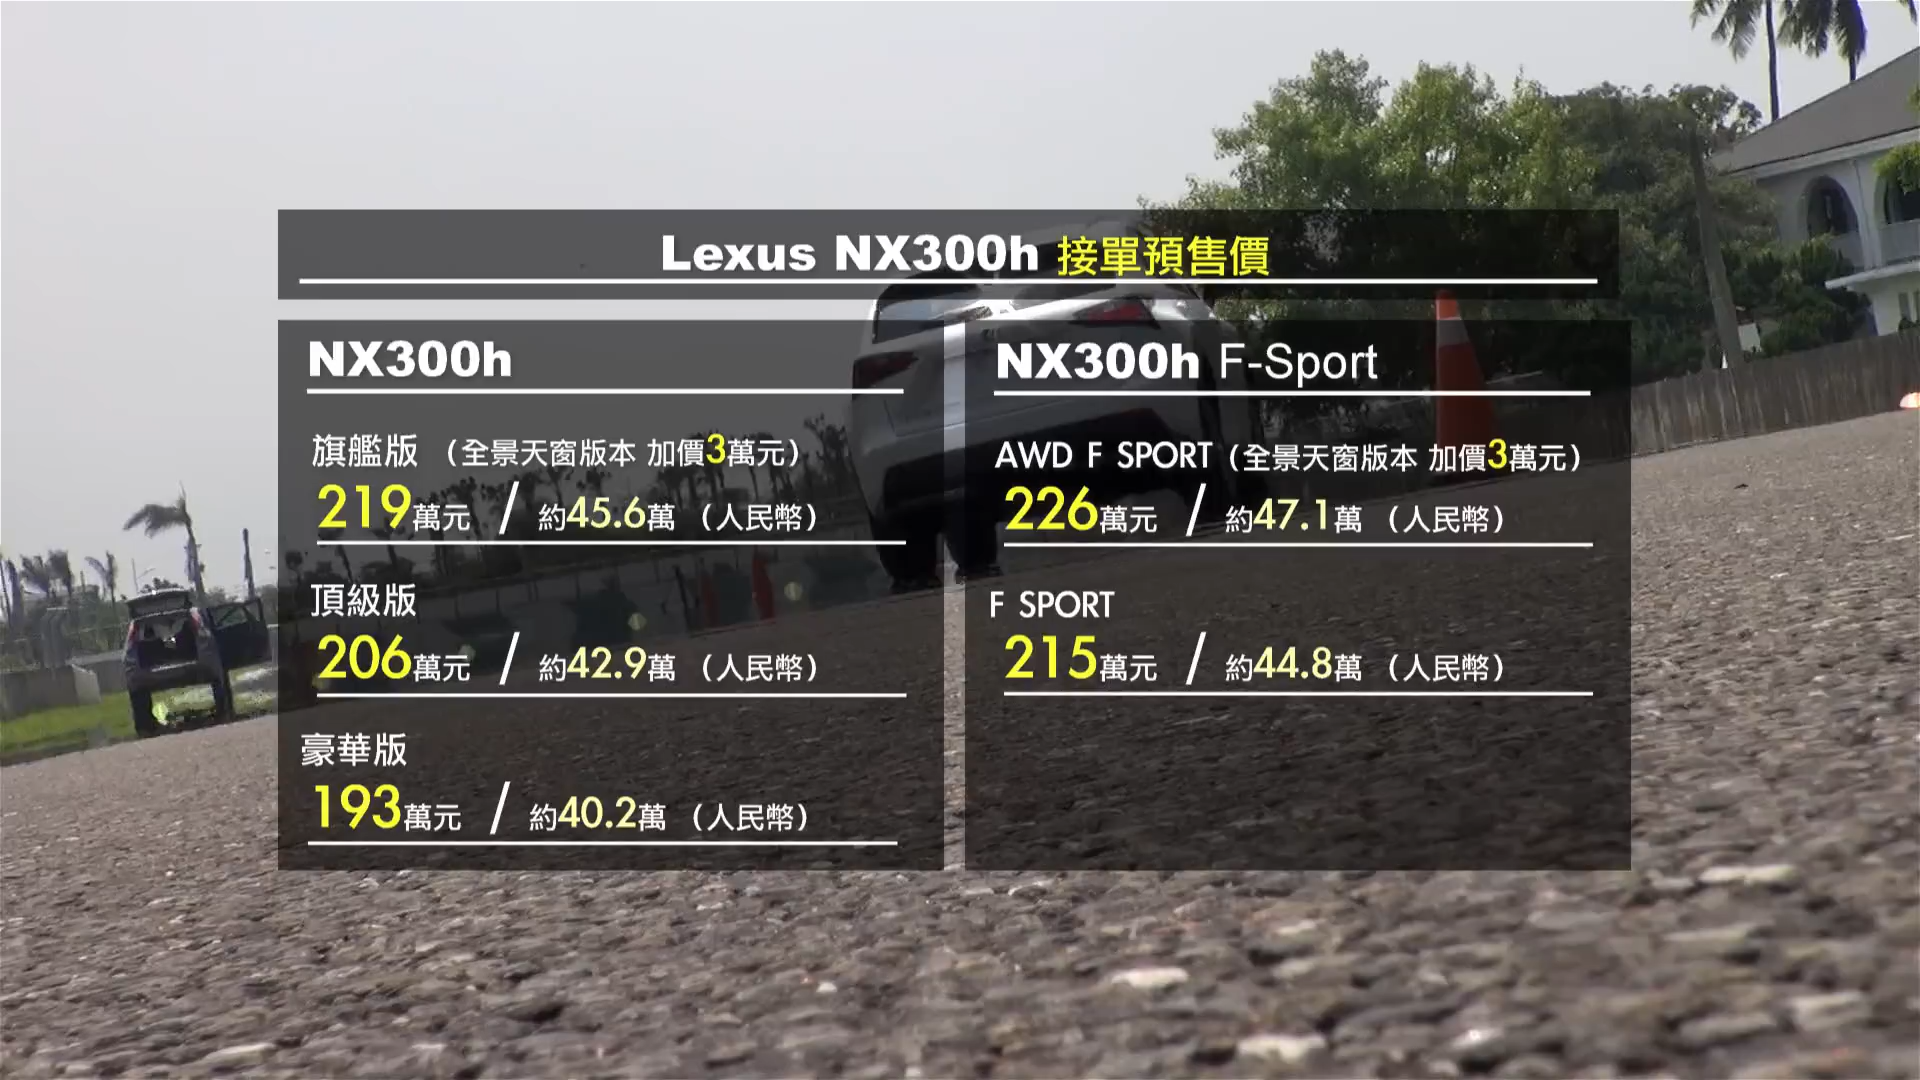 Lexus NX300h 接單預售價
NX300h
旗艦版 （全景天窗版本 加價3萬元）
219萬元 / 約45.6萬 （人民幣）
頂級版
206萬元 / 約42.9萬 （人民幣）
豪華版
193萬元 / 約40.2萬 （人民幣）
NX300h F-Sport
AWD F SPORT（全景天窗版本 加價3萬元）
226萬元 / 約47.1萬 （人民幣）
F SPORT
215萬元 / 約44.8萬 （人民幣）